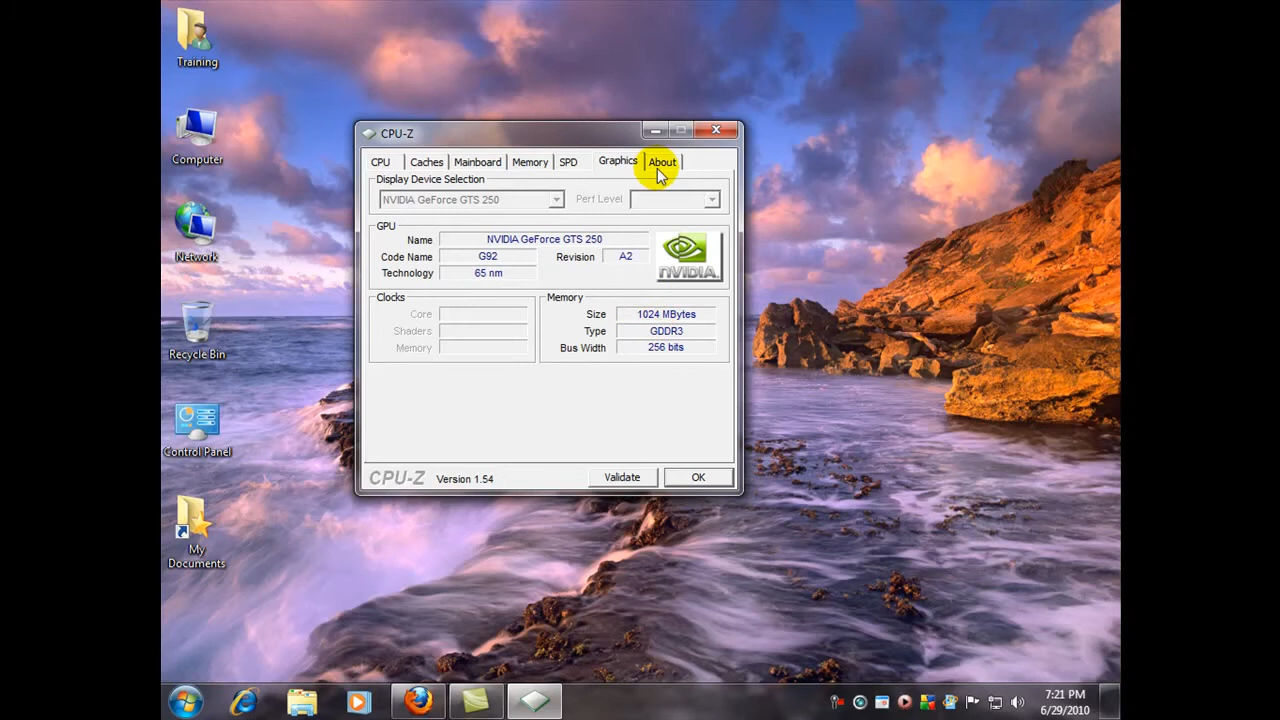 Training
Computer
Network
Recycle Bin
Control Panel
My
Documents
CPU-Z
CPU Caches Mainboard Memory SPD Graphics About
Display Device Selection
NVIDIA GeForce GTS 250 Perf Level
GPU
Name NVIDIA GeForce GTS 250
Code Name G92 Revision A2
Technology 65 nm
NVIDIA.
Clocks
Core
Shaders
Memory
Memory
Size 1024 MBytes
Type GDDR3
Bus Width 256 bits
CPU-Z Version 1.54 Validate OK
7:21 PM
6/29/2010